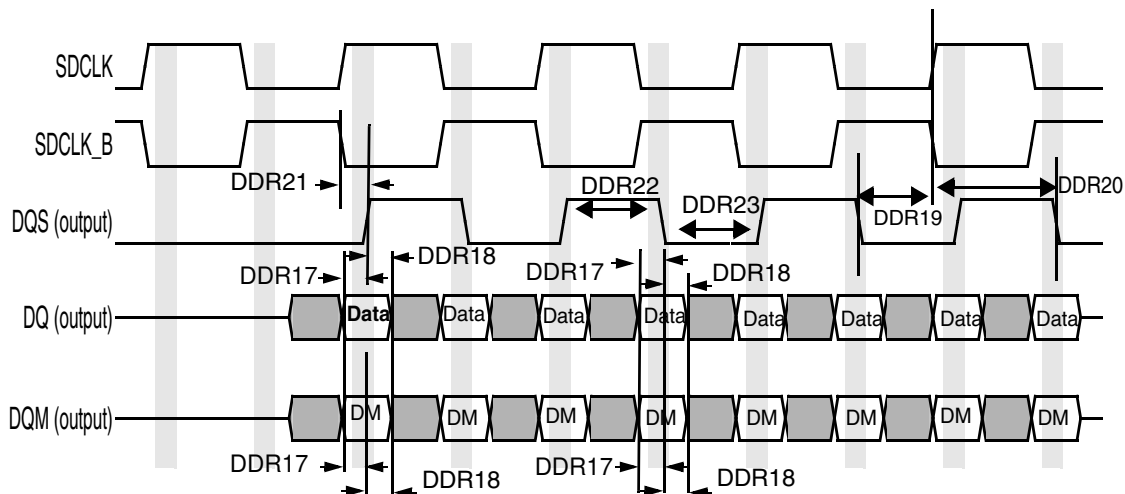 SDCLK
SDCLK_B
DDR21
DDR22
DDR20
DDR23
DDR19
DQS (output)
DDR18
DDR17
DDR17
DDR18
DQ (output)
Data Data Data Data Data Data Data Data
DQM (output)
DM DM DM DM DM DM DM DM
DDR17
DDR17
DDR18
DDR18